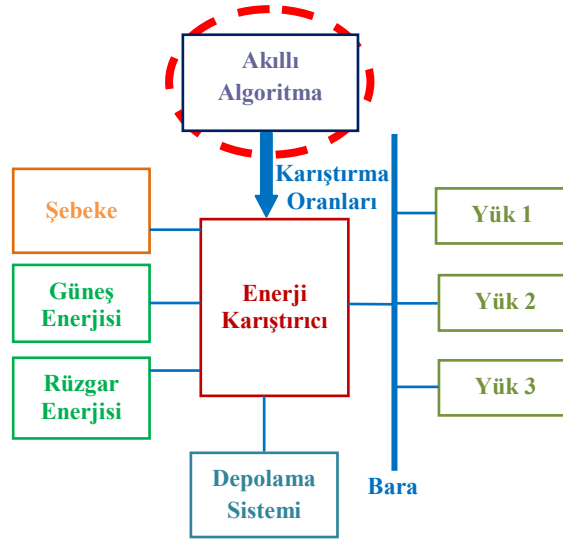 Akıllı
Algoritma
Karıştırma
Oranları
Şebeke
Güneş
Enerjisi
Rüzgar
Enerjisi
Enerji
Karıştırıcı
Yük 1
Yük 2
Yük 3
Depolama
Sistemi
Bara